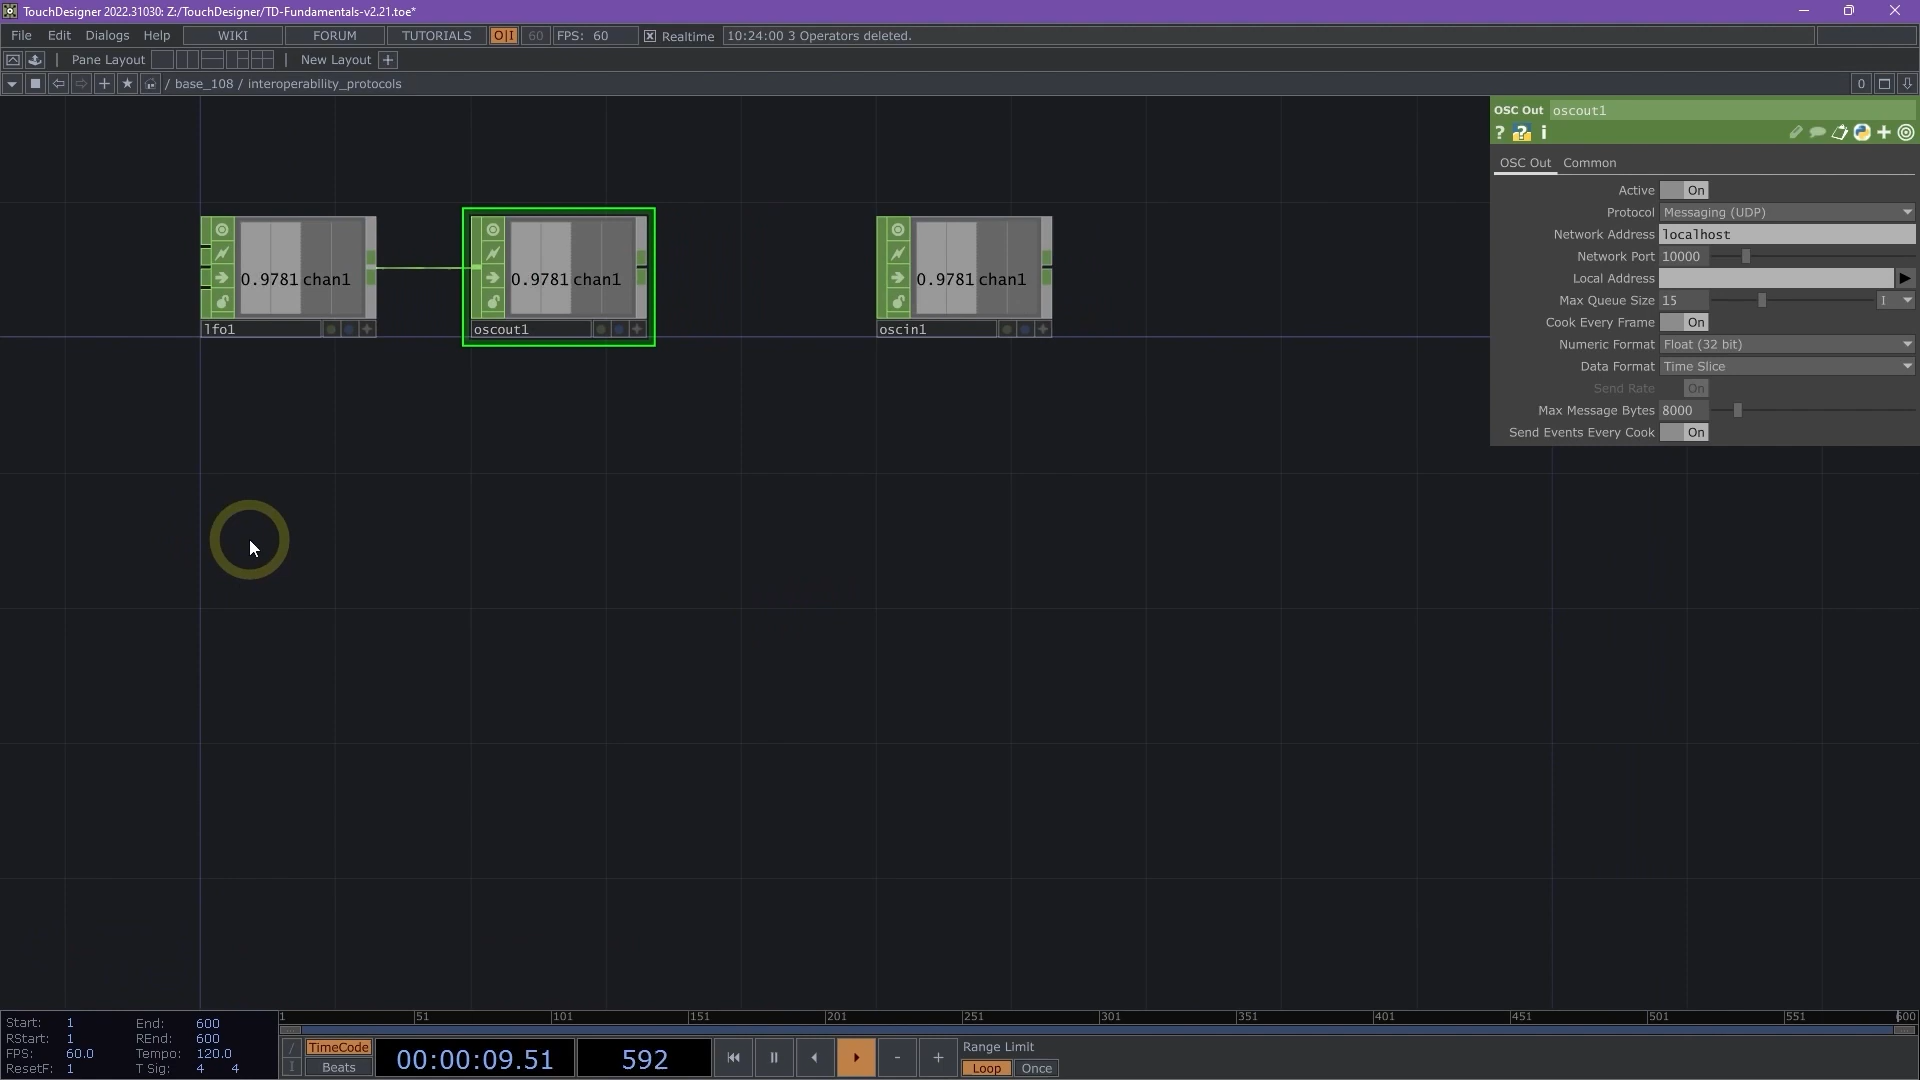 TouchDesigner 2022.31030: Z:/TouchDesigner/TD-Fundamentals-v2.21.toe*
File Edit Dialogs Help WIKI FORUM TUTORIALS O|I 60 FPS: 60 Realtime 10:24:00 3 Operators deleted.
Pane Layout New Layout +
/ base_108 / interoperability_protocols 0
OSC Out oscout1
? ? i
OSC Out Common
Active On
Protocol Messaging (UDP)
Network Address localhost
Network Port 10000
Local Address
Max Queue Size 15 I
Cook Every Frame On
Numeric Format Float (32 bit)
Data Format Time Slice
Send Rate On
Max Message Bytes 8000
Send Events Every Cook On
0.9781 chan1
lfo1
0.9781 chan1
oscout1
0.9781 chan1
oscin1
1 51 101 151 201 251 301 351 401 451 501 551 600
Start: 1 End: 600
RStart: 1 REnd: 600
FPS: 60.0 Tempo: 120.0
ResetF: 1 T Sig: 4 4
/ I
TimeCode
Beats
00:00:09.51 592 - +
Range Limit
Loop Once